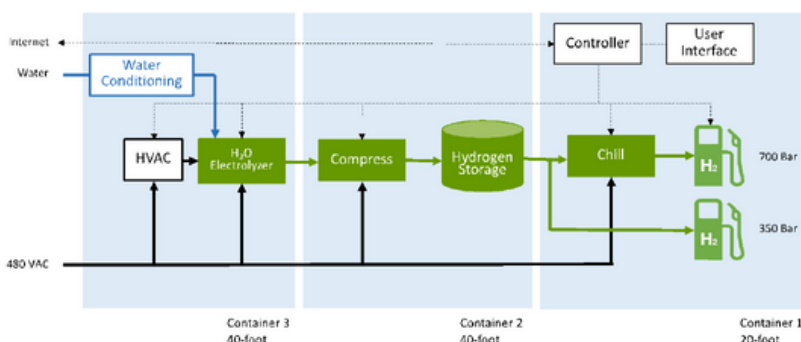 Internet
Controller
User
Interface
Water
Water
Conditioning
HVAC
H₂O
Electrolyzer
Compress
Hydrogen
Storage
Chill
H₂
700 Bar
H₂
350 Bar
480 VAC
Container 3
40-foot
Container 2
40-foot
Container 1
20-foot